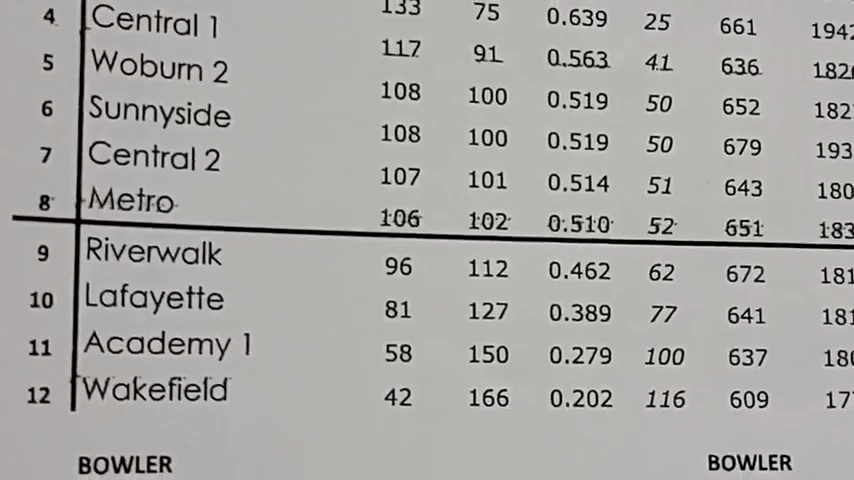 133 75 0.639 25 661
4 Central 1 117 91 0.563 41 636
5 Woburn 2 108 100 0.519 50 652
6 Sunnyside 108 100 0.519 50 679
7 Central 2 107 101 0.514 51 643
8 Metro 106 102 0.510 52 651
9 Riverwalk 96 112 0.462 62 672
10 Lafayette 81 127 0.389 77 641
11 Academy 1 58 150 0.279 100 637
12 Wakefield 42 166 0.202 116 609
BOWLER BOWLER